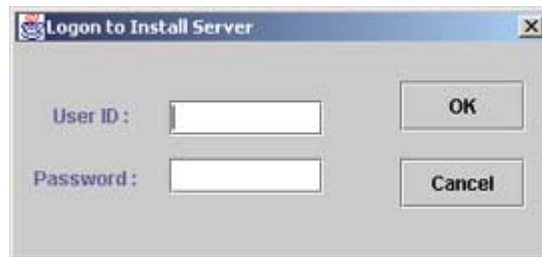 Logon to Install Server
User ID :
OK
Password :
Cancel